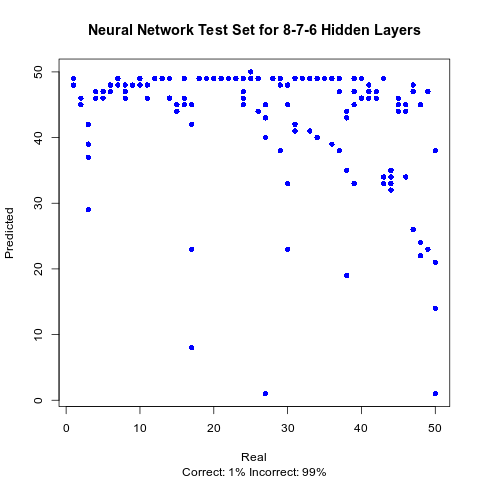 Neural Network Test Set for 8-7-6 Hidden Layers
Predicted
50
40
30
20
10
0
0 10 20 30 40 50
Real
Correct: 1% Incorrect: 99%